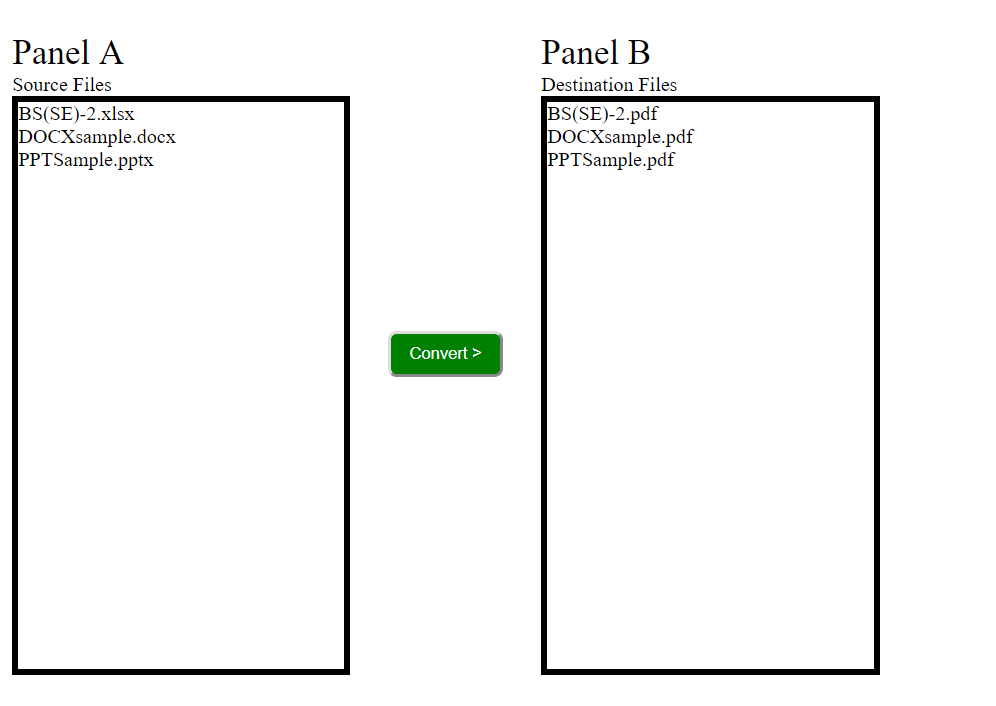 Panel A
Source Files
BS(SE)-2.xlsx
DOCXsample.docx
PPTSample.pptx
Convert >
Panel B
Destination Files
BS(SE)-2.pdf
DOCXsample.pdf
PPTSample.pdf